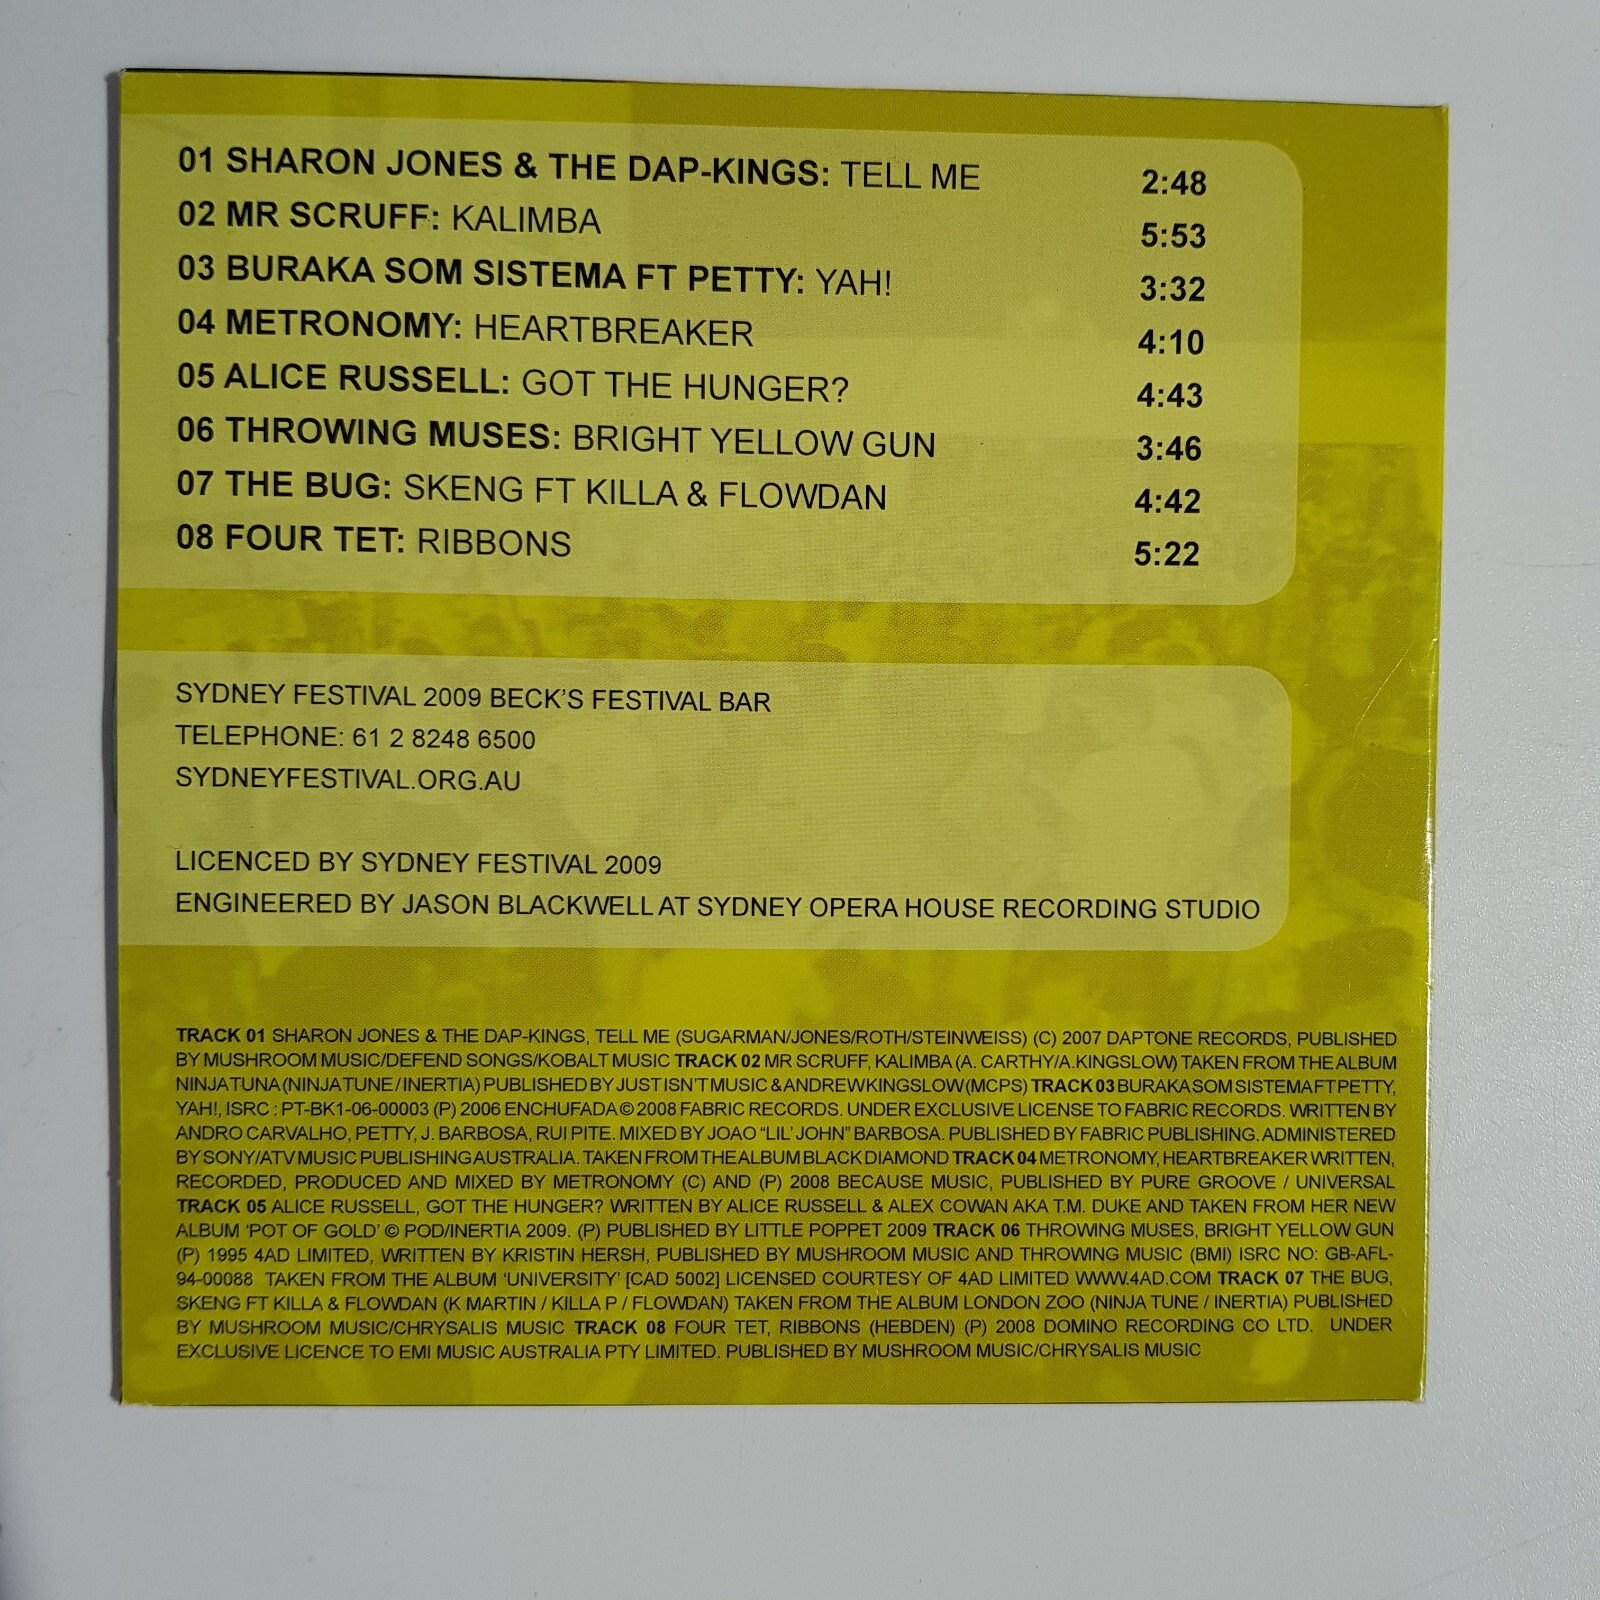 01 SHARON JONES & THE DAP-KINGS: TELL ME 2:48
02 MR SCRUFF: KALIMBA 5:53
03 BURAKA SOM SISTEMA FT PETTY: YAH! 3:32
04 METRONOMY: HEARTBREAKER 4:10
05 ALICE RUSSELL: GOT THE HUNGER? 4:43
06 THROWING MUSES: BRIGHT YELLOW GUN 3:46
07 THE BUG: SKENG FT KILLA & FLOWDAN 4:42
08 FOUR TET: RIBBONS 5:22
SYDNEY FESTIVAL 2009 BECK'S FESTIVAL BAR
TELEPHONE: 61 2 8248 6500
SYDNEYFESTIVAL.ORG.AU
LICENCED BY SYDNEY FESTIVAL 2009
ENGINEERED BY JASON BLACKWELL AT SYDNEY OPERA HOUSE RECORDING STUDIO
TRACK 01 SHARON JONES & THE DAP-KINGS, TELL ME (SUGARMAN/JONES/ROTH/STEINWEISS) (C) 2007 DAPTONE RECORDS, PUBLISHED
BY MUSHROOM MUSIC/DEFEND SONGS/KOBALT MUSIC TRACK 02 MR SCRUFF, KALIMBA (A. CARTHY/A.KINGSLOW) TAKEN FROM THE ALBUM
NINJA TUNA (NINJA TUNE / INERTIA) PUBLISHED BY JUST ISN'T MUSIC & ANDREW KINGSLOW (MCPS) TRACK 03 BURAKA SOM SISTEMA FT PETTY,
YAH!, ISRC : PT-BK1-06-00003 (P) 2006 ENCHUFADA © 2008 FABRIC RECORDS. UNDER EXCLUSIVE LICENSE TO FABRIC RECORDS. WRITTEN BY
ANDRO CARVALHO, PETTY, J. BARBOSA, RUI PITE. MIXED BY JOAO "LIL' JOHN" BARBOSA. PUBLISHED BY FABRIC PUBLISHING. ADMINISTERED
BY SONY/ATV MUSIC PUBLISHING AUSTRALIA. TAKEN FROM THE ALBUM BLACK DIAMOND TRACK 04 METRONOMY, HEARTBREAKER WRITTEN,
RECORDED, PRODUCED AND MIXED BY METRONOMY (C) AND (P) 2008 BECAUSE MUSIC, PUBLISHED BY PURE GROOVE / UNIVERSAL
TRACK 05 ALICE RUSSELL, GOT THE HUNGER? WRITTEN BY ALICE RUSSELL & ALEX COWAN AKA T.M. DUKE AND TAKEN FROM HER NEW
ALBUM 'POT OF GOLD' © POD/INERTIA 2009. (P) PUBLISHED BY LITTLE POPPET 2009 TRACK 06 THROWING MUSES, BRIGHT YELLOW GUN
(P) 1995 4AD LIMITED, WRITTEN BY KRISTIN HERSH, PUBLISHED BY MUSHROOM MUSIC AND THROWING MUSIC (BMI) ISRC NO: GB-AFL-
94-00088 TAKEN FROM THE ALBUM 'UNIVERSITY' [CAD 5002] LICENSED COURTESY OF 4AD LIMITED WWW.4AD.COM TRACK 07 THE BUG,
SKENG FT KILLA & FLOWDAN (K MARTIN / KILLA P / FLOWDAN) TAKEN FROM THE ALBUM LONDON ZOO (NINJA TUNE / INERTIA) PUBLISHED
BY MUSHROOM MUSIC/CHRYSALIS MUSIC TRACK 08 FOUR TET, RIBBONS (HEBDEN) (P) 2008 DOMINO RECORDING CO LTD. UNDER
EXCLUSIVE LICENCE TO EMI MUSIC AUSTRALIA PTY LIMITED. PUBLISHED BY MUSHROOM MUSIC/CHRYSALIS MUSIC